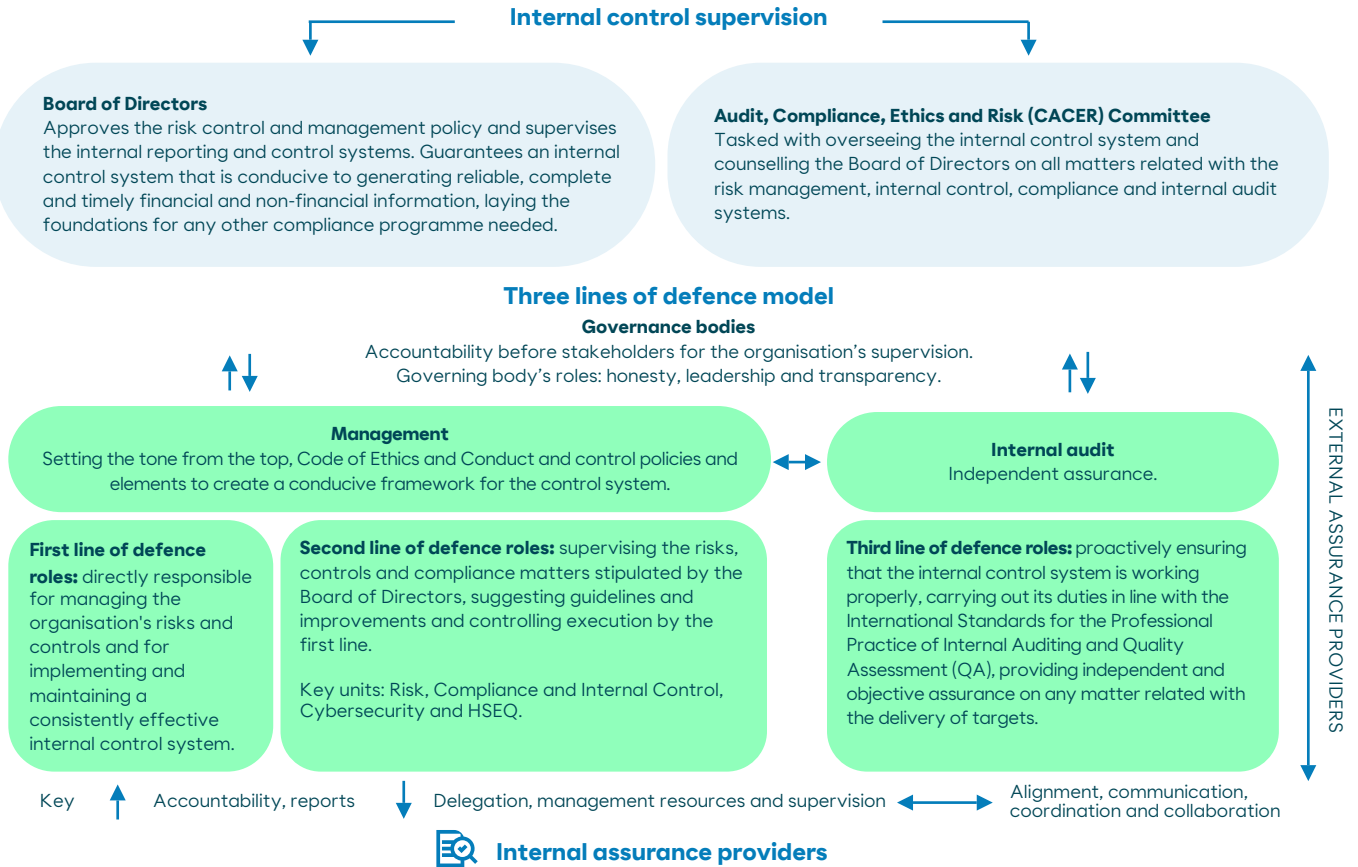 Internal control supervision
Board of Directors
Approves the risk control and management policy and supervises
the internal reporting and control systems. Guarantees an internal
control system that is conducive to generating reliable, complete
and timely financial and non-financial information, laying the
foundations for any other compliance programme needed.
Audit, Compliance, Ethics and Risk (CACER) Committee
Tasked with overseeing the internal control system and
counselling the Board of Directors on all matters related with the
risk management, internal control, compliance and internal audit
systems.
Three lines of defence model
Governance bodies
Accountability before stakeholders for the organisation's supervision.
Governing body's roles: honesty, leadership and transparency.
Management
Setting the tone from the top, Code of Ethics and Conduct and control policies and
elements to create a conducive framework for the control system.
Internal audit
Independent assurance.
First line of defence
roles: directly responsible
for managing the
organisation's risks and
controls and for
implementing and
maintaining a
consistently effective
internal control system.
Second line of defence roles: supervising the risks,
controls and compliance matters stipulated by the
Board of Directors, suggesting guidelines and
improvements and controlling execution by the
first line.
Key units: Risk, Compliance and Internal Control,
Cybersecurity and HSEQ.
Third line of defence roles: proactively ensuring
that the internal control system is working
properly, carrying out its duties in line with the
International Standards for the Professional
Practice of Internal Auditing and Quality
Assessment (QA), providing independent and
objective assurance on any matter related with
the delivery of targets.
EXTERNAL ASSURANCE PROVIDERS
Key
Accountability, reports
Delegation, management resources and supervision
Alignment, communication,
coordination and collaboration
Internal assurance providers